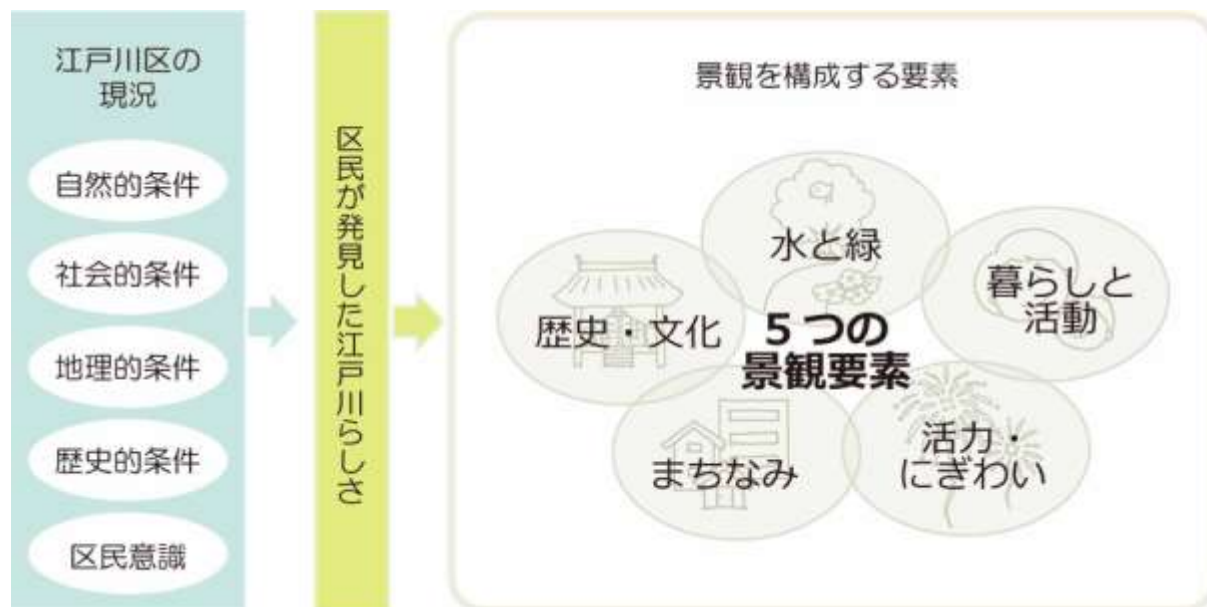 江戸川区の
現況
自然的条件
社会的条件
地理的条件
歴史的条件
区民意識
区民が発見した江戸川らしさ
景観を構成する要素
水と緑
暮らしと
活動
歴史・文化
5つの
景観要素
まちなみ
活力・
にぎわい